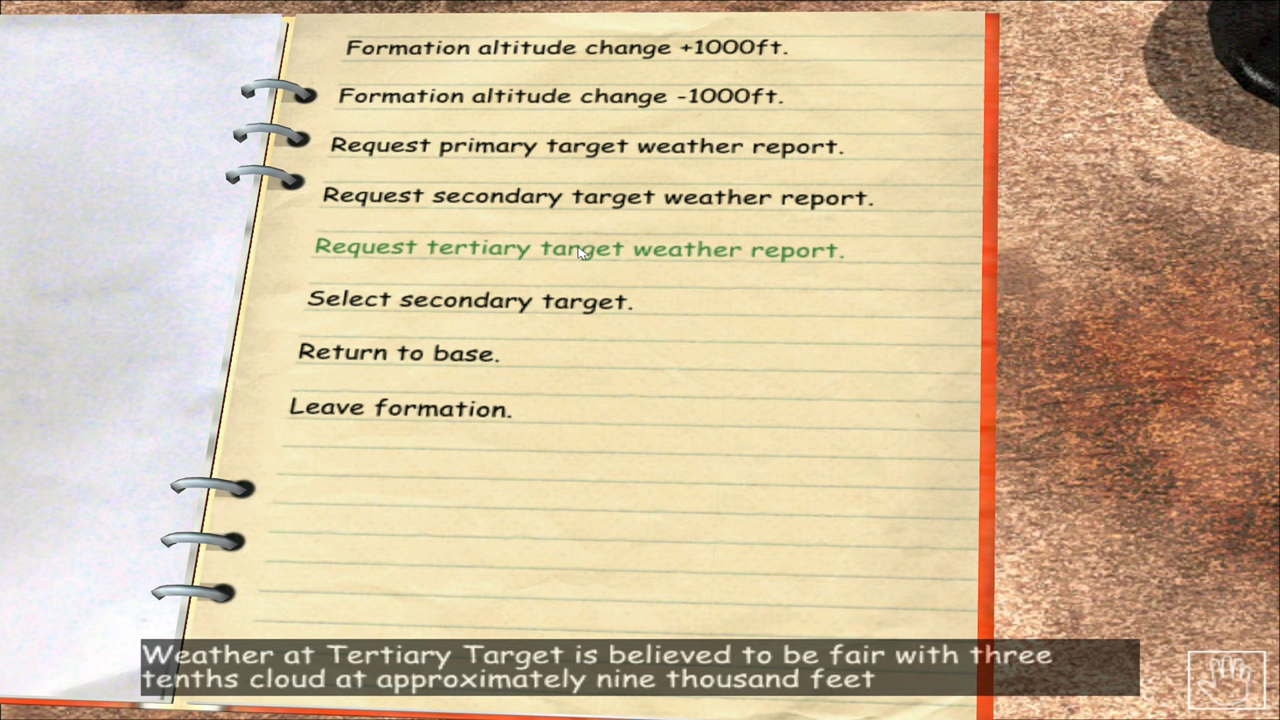 Formation altitude change +1000ft.
Formation altitude change -1000ft.
Request primary target weather report.
Request secondary target weather report.
Request tertiary target weather report.
Select secondary target.
Return to base.
Leave formation.
Weather at Tertiary Target is believed to be fair with three
tenths cloud at approximately nine thousand feet